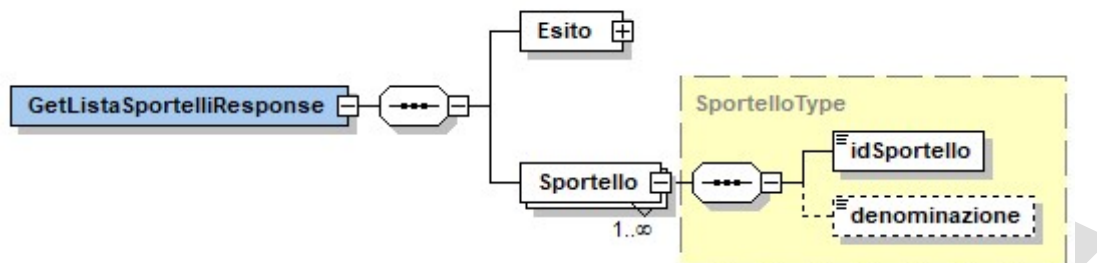 Esito
GetListaSportelliResponse
SportelloType
idSportello
Sportello
denominazione
1..∞